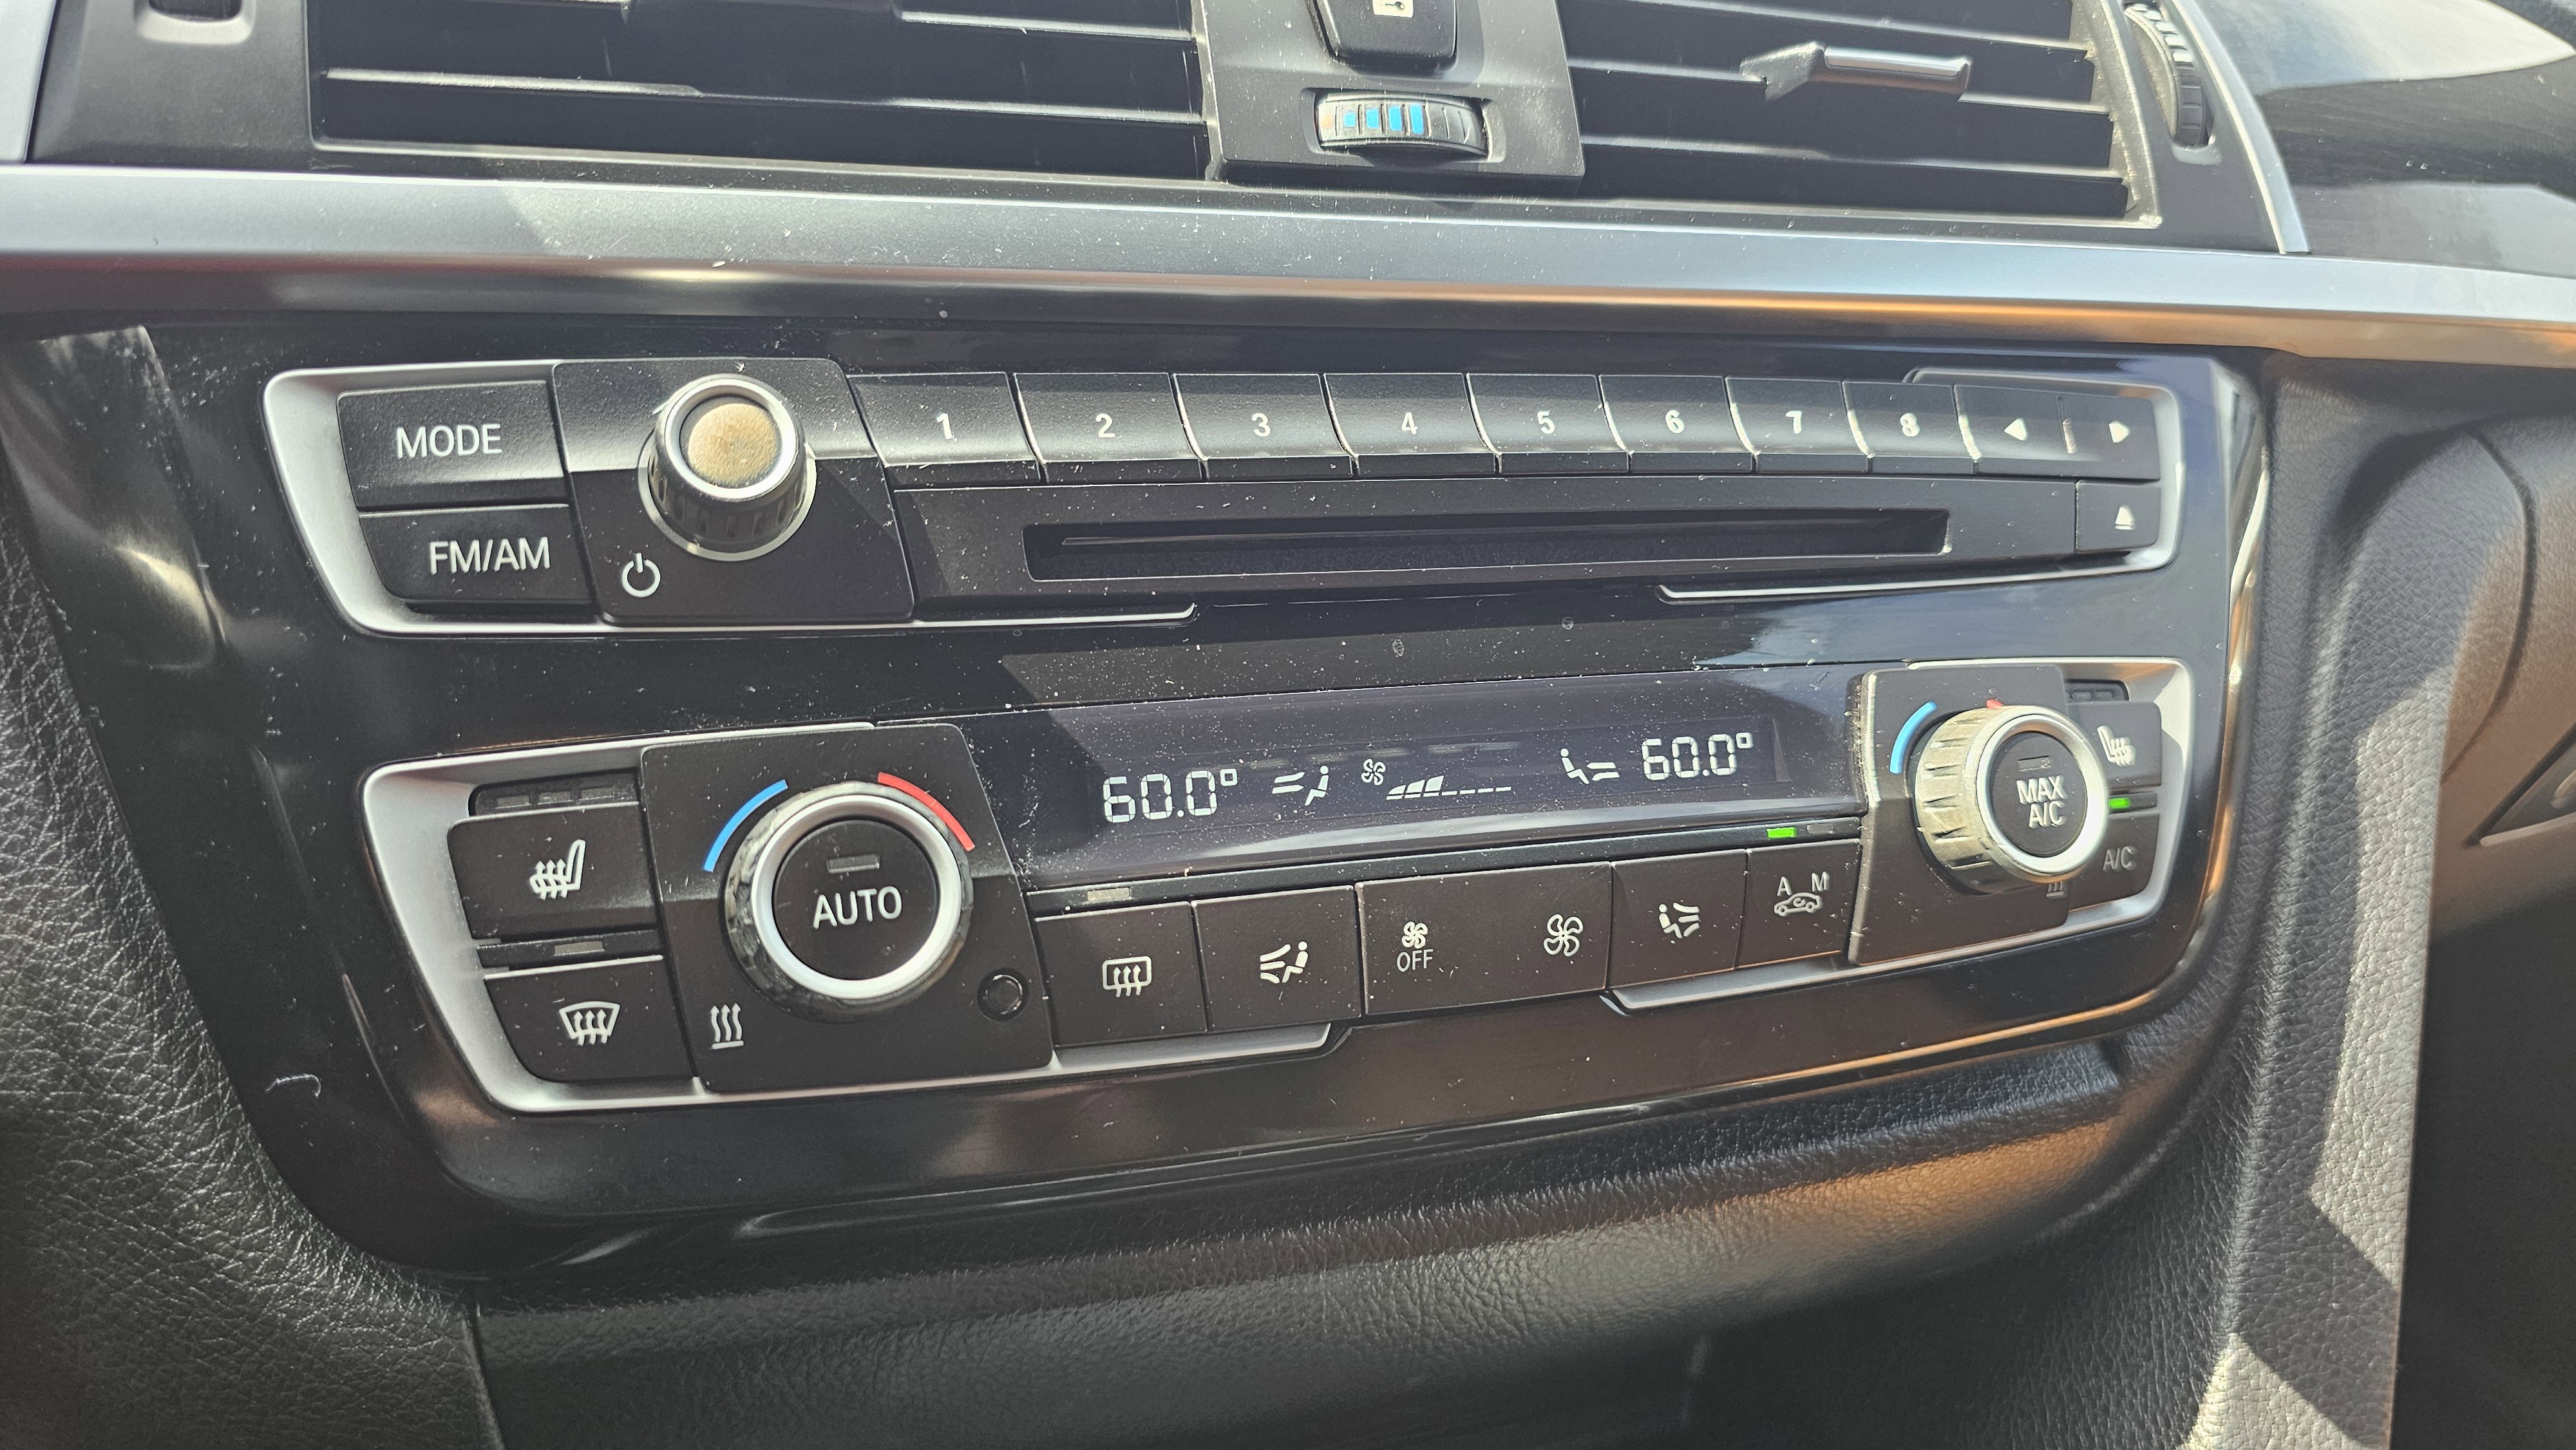 MODE
1 2 3 4 5 6 7 8
FM/AM
60.0° 60.0°
MAX
A/C
AUTO
OFF
A M
A/C